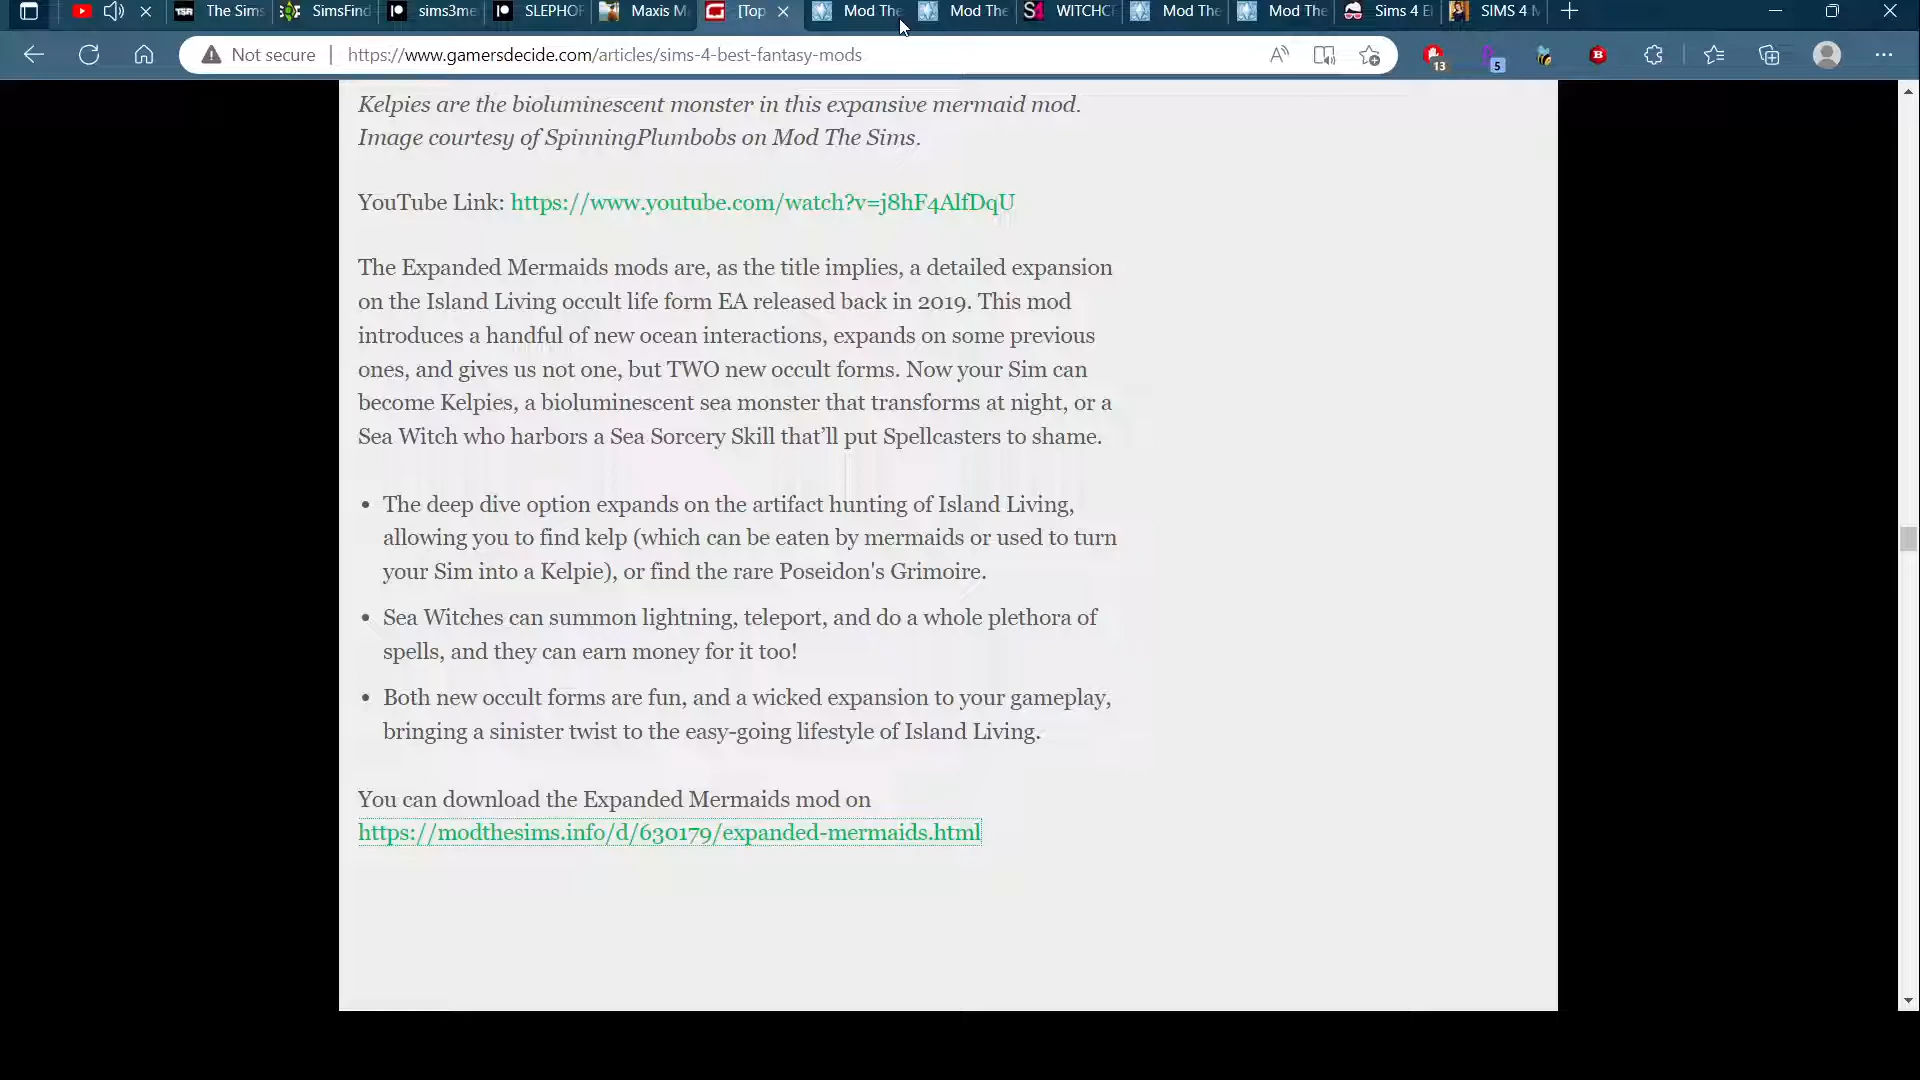 The Sims
SimsFind
sims3me
SLEPHOF
Maxis M
[Top
Mod The
Mod The
WITCHCF
Mod The
Mod The
Sims 4 E
SIMS 4 M
Not secure
https://www.gamersdecide.com/articles/sims-4-best-fantasy-mods
13
5
Kelpies are the bioluminescent monster in this expansive mermaid mod.
Image courtesy of SpinningPlumbobs on Mod The Sims.
YouTube Link: https://www.youtube.com/watch?v=j8hF4AlfDqU
The Expanded Mermaids mods are, as the title implies, a detailed expansion
on the Island Living occult life form EA released back in 2019. This mod
introduces a handful of new ocean interactions, expands on some previous
ones, and gives us not one, but TWO new occult forms. Now your Sim can
become Kelpies, a bioluminescent sea monster that transforms at night, or a
Sea Witch who harbors a Sea Sorcery Skill that’ll put Spellcasters to shame.
• The deep dive option expands on the artifact hunting of Island Living,
allowing you to find kelp (which can be eaten by mermaids or used to turn
your Sim into a Kelpie), or find the rare Poseidon's Grimoire.
• Sea Witches can summon lightning, teleport, and do a whole plethora of
spells, and they can earn money for it too!
• Both new occult forms are fun, and a wicked expansion to your gameplay,
bringing a sinister twist to the easy-going lifestyle of Island Living.
You can download the Expanded Mermaids mod on
https://modthesims.info/d/630179/expanded-mermaids.html